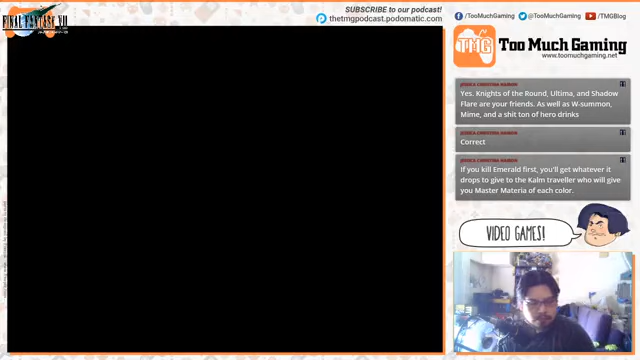 FINAL FANTASY VII
SUBSCRIBE to our podcast!
thetmgpodcast.podomatic.com
/TooMuchGaming
@TooMuchGaming
/TMGBlog
TMG
Too Much Gaming
www.toomuchgaming.net
Yes. Knights of the Round, Ultima, and Shadow
Flare are your friends. As well as W-summon,
Mime, and a shit ton of hero drinks
Correct
If you kill Emerald first, you'll get whatever it
drops to give to the Kalm traveller who will give
you Master Materia of each color.
VIDEO GAMES!